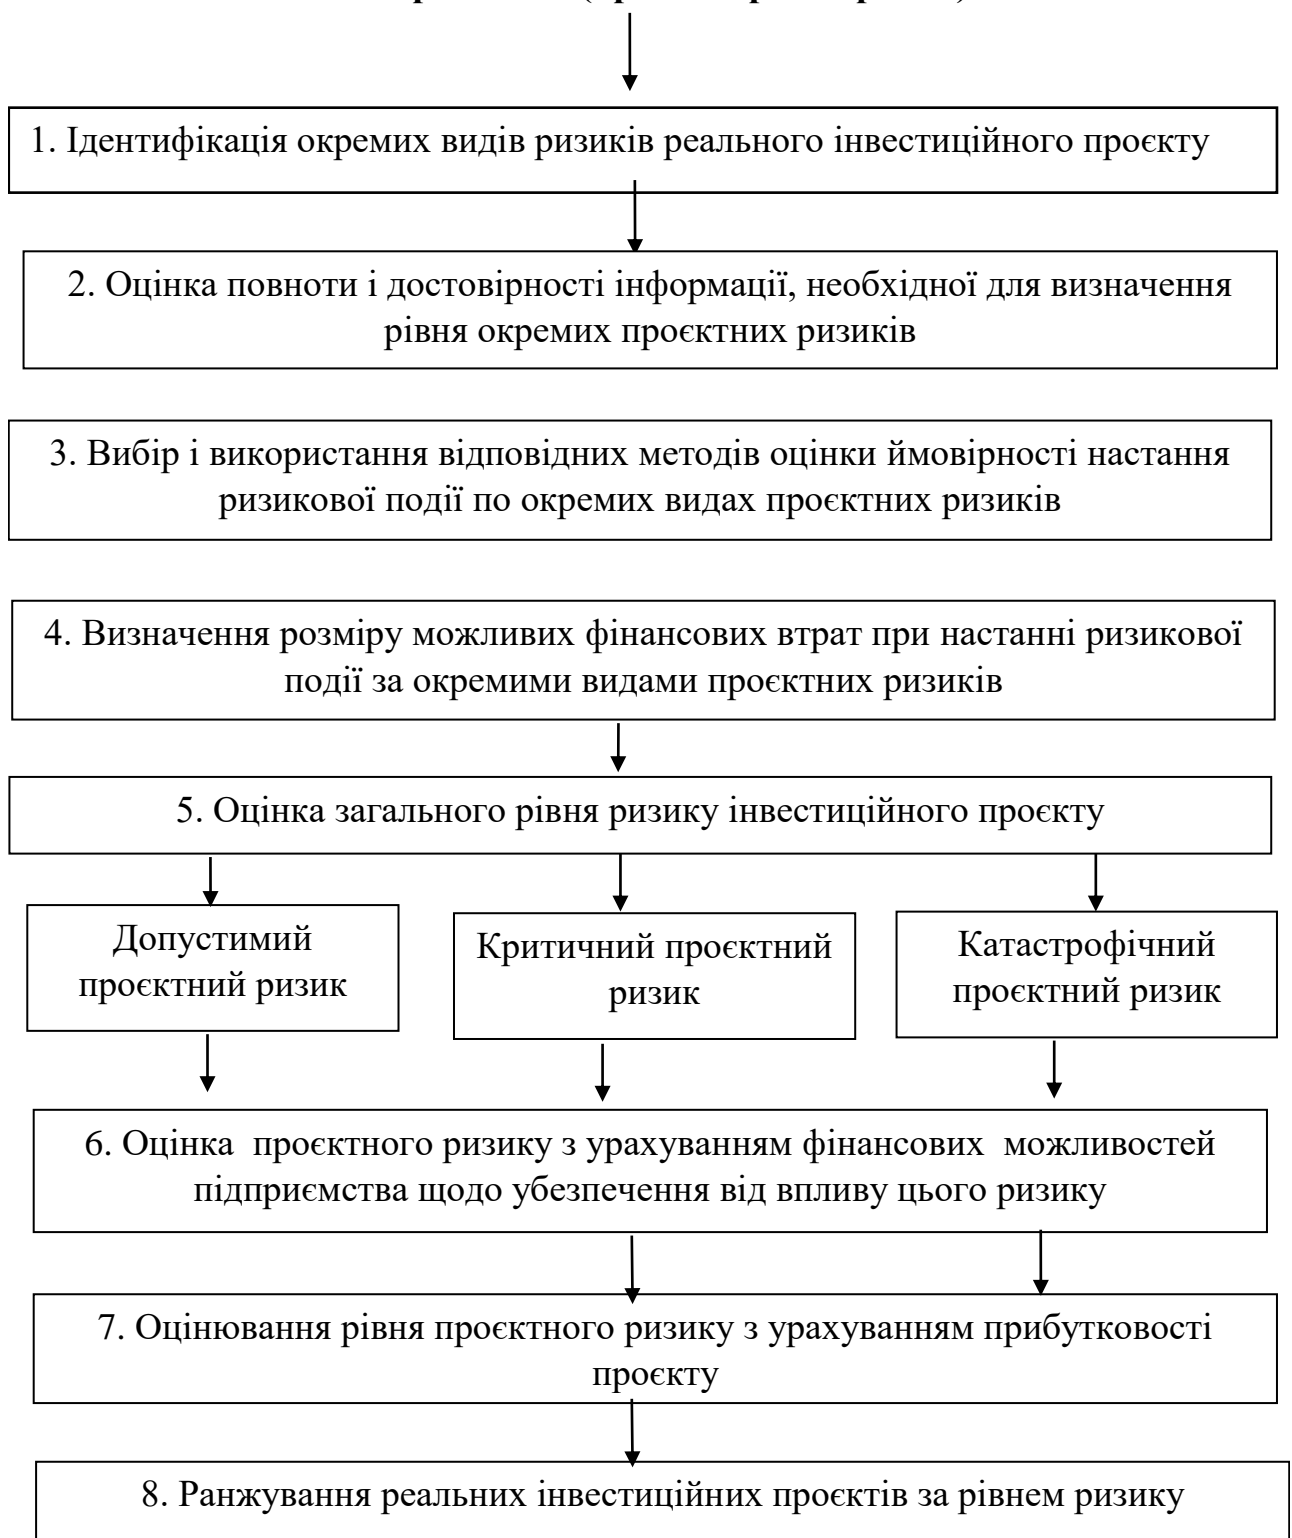 1. Ідентифікація окремих видів ризиків реального інвестиційного проєкту
2. Оцінка повноти і достовірності інформації, необхідної для визначення
рівня окремих проєктних ризиків
3. Вибір і використання відповідних методів оцінки ймовірності настання
ризикової події по окремих видах проєктних ризиків
4. Визначення розміру можливих фінансових втрат при настанні ризикової
події за окремими видами проєктних ризиків
5. Оцінка загального рівня ризику інвестиційного проєкту
Допустимий
проєктний ризик
Критичний проєктний
ризик
Катастрофічний
проєктний ризик
6. Оцінка проєктного ризику з урахуванням фінансових можливостей
підприємства щодо убезпечення від впливу цього ризику
7. Оцінювання рівня проєктного ризику з урахуванням прибутковості
проєкту
8. Ранжування реальних інвестиційних проєктів за рівнем ризику